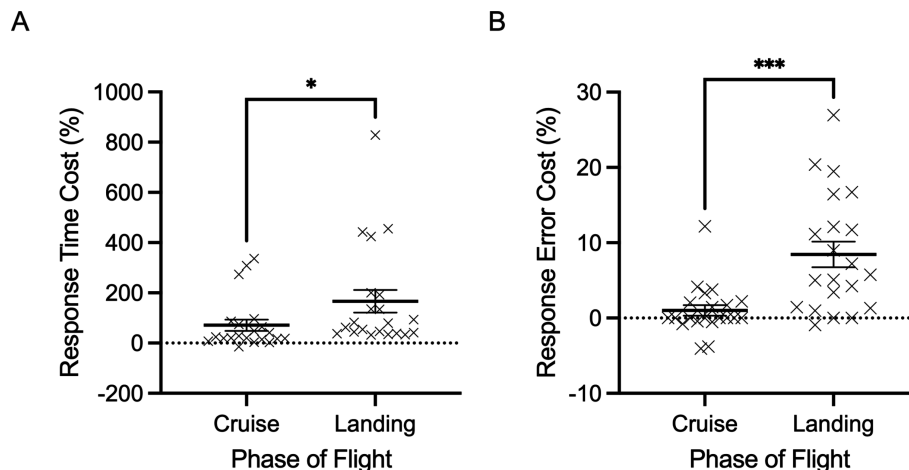 A
Response Time Cost (%)
1000
800
600
400
200
0
-200
*
Cruise
Landing
Phase of Flight
B
Response Error Cost (%)
30
20
10
0
-10
***
Cruise
Landing
Phase of Flight